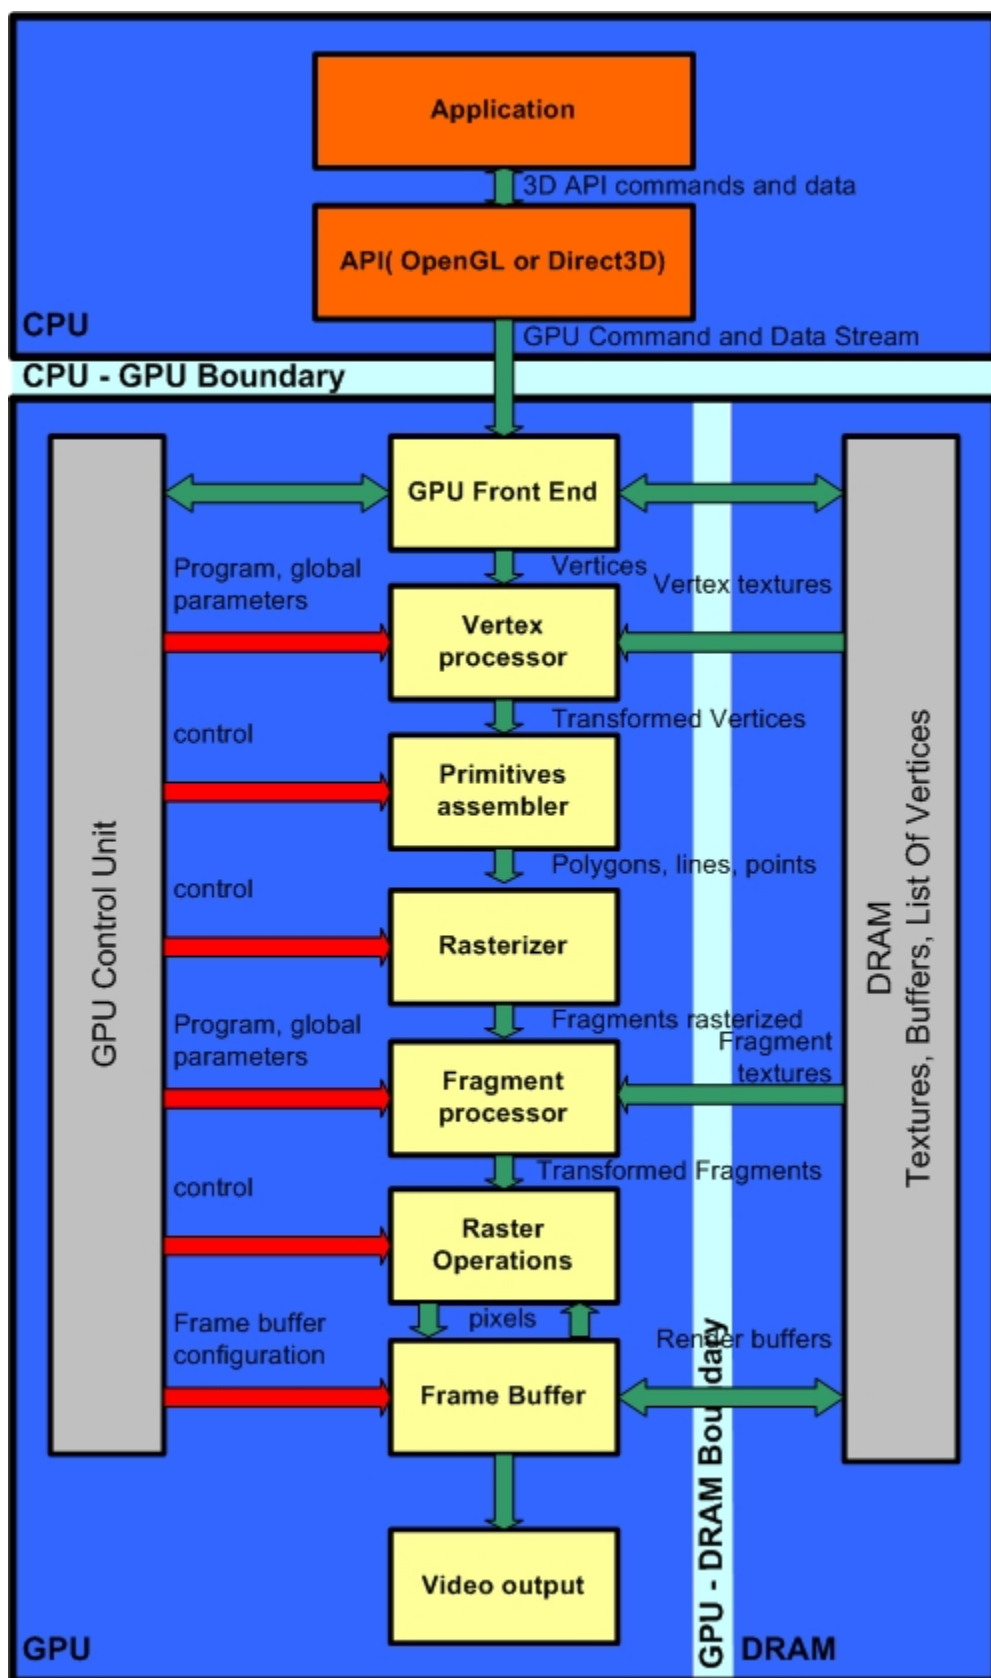 Application
3D API commands and data
API( OpenGL or Direct3D)
CPU
GPU Command and Data Stream
CPU - GPU Boundary
GPU Front End
Vertices
Program, global
parameters
Vertex textures
Vertex
processor
Transformed Vertices
control
Primitives
assembler
Polygons, lines, points
control
Rasterizer
Fragments rasterized
Program, global
parameters
Fragment
textures
Fragment
processor
Transformed Fragments
control
Raster
Operations
pixels
Frame buffer
configuration
Render buffers
Frame Buffer
Video output
GPU Control Unit
DRAM
Textures, Buffers, List Of Vertices
GPU - DRAM Boundary
GPU
DRAM